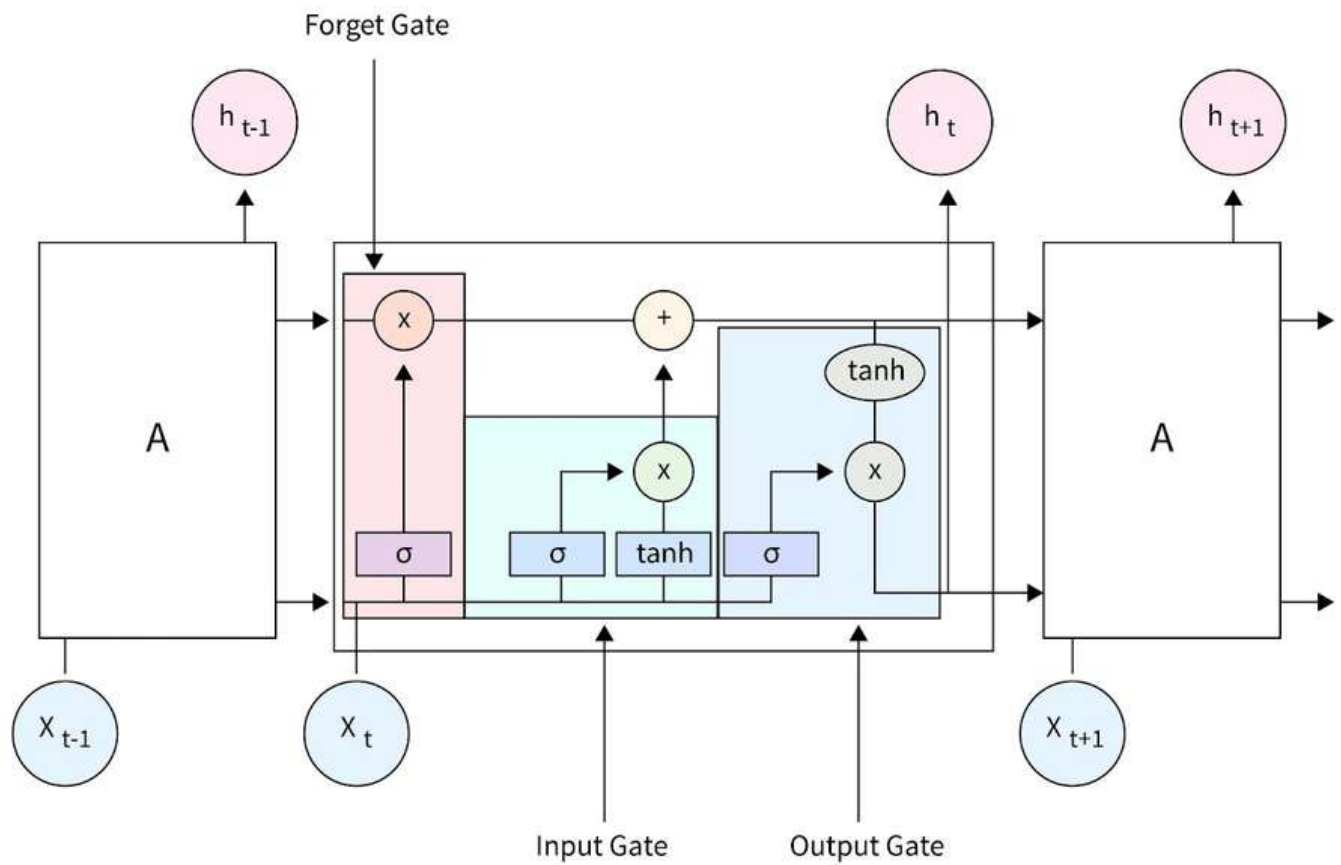 Forget Gate
h t-1
h t
h t+1
x
+
tanh
A
A
x
x
σ
σ
tanh
σ
X t-1
X t
X t+1
Input Gate
Output Gate